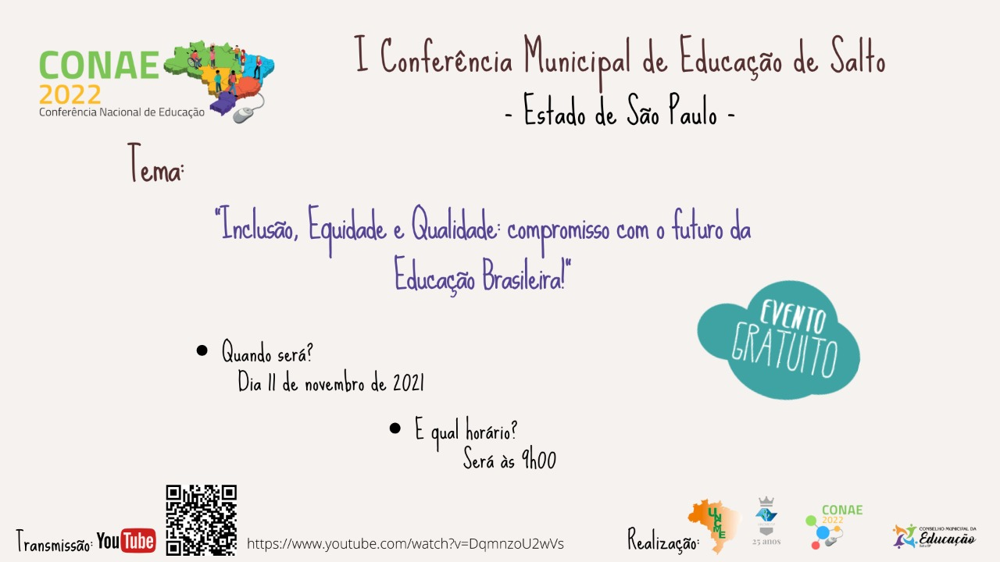 CONAE
2022
Conferência Nacional de Educação
I Conferência Municipal de Educação de Salto
- Estado de São Paulo -
Tema:
"Inclusão, Equidade e Qualidade: compromisso com o futuro da
Educação Brasileira!"
EVENTO
GRATUITO
• Quando será?
Dia 11 de novembro de 2021
• E qual horário?
Será às 9h00
Transmissão: YouTube
https://www.youtube.com/watch?v=DqmnzoU2wVs
Realização:
UNCME
25 anos
CONAE
2022
CONSELHO MUNICIPAL DA
Educação